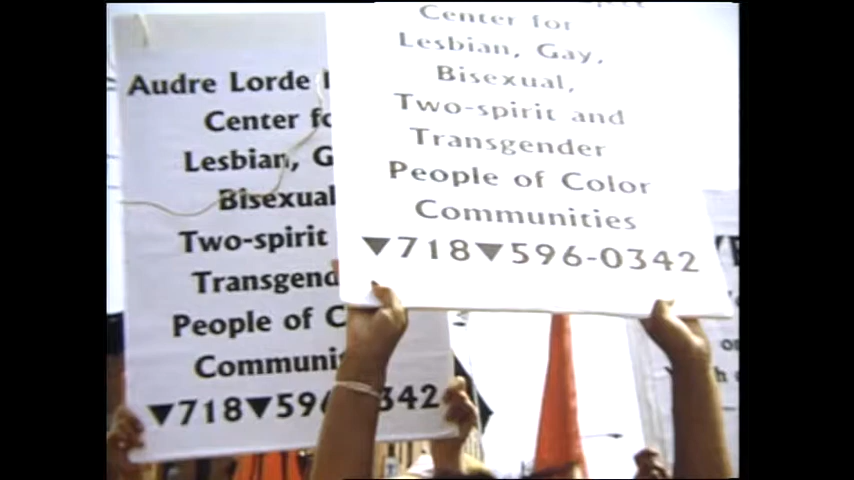 Audre Lorde
Center fo
Lesbian, G
Bisexual
Two-spirit
Transgend
People of C
Communi
▼718▼596 342
Center for
Lesbian, Gay,
Bisexual,
Two-spirit and
Transgender
People of Color
Communities
▼718▼596-0342